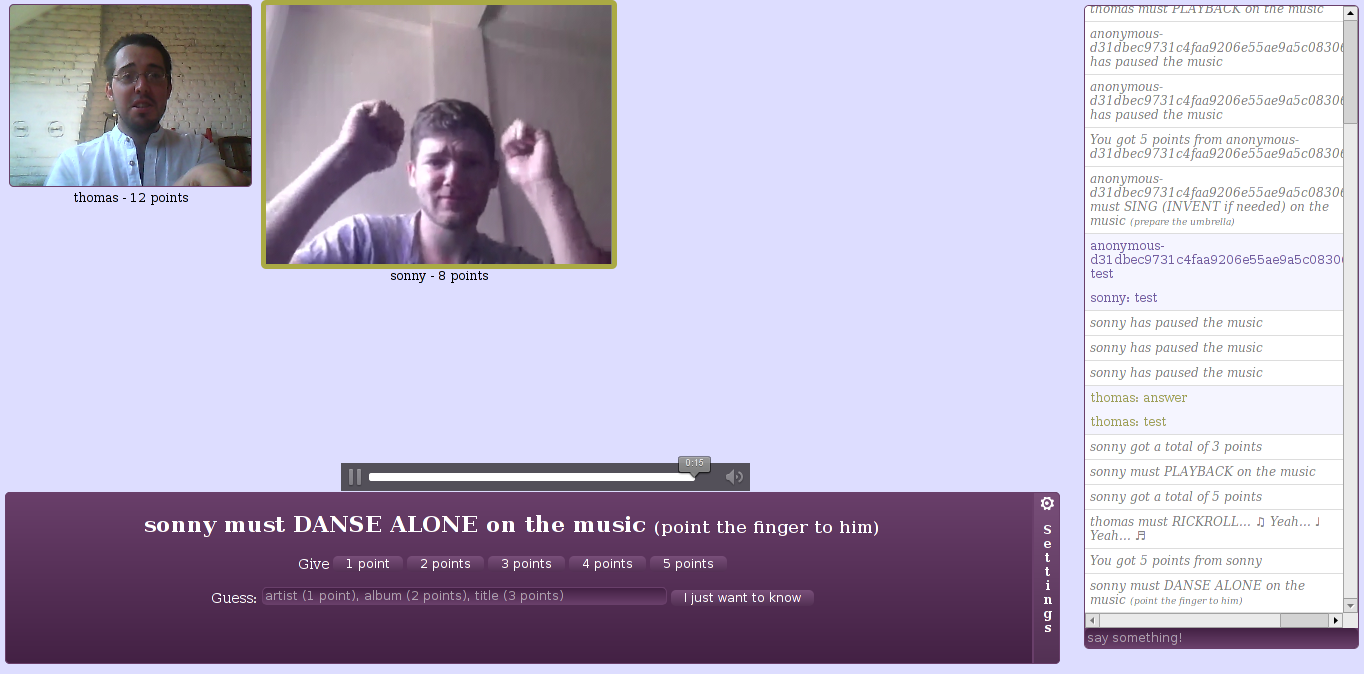 thomas - 12 points
sonny - 8 points
0:15
sonny must DANSE ALONE on the music (point the finger to him)
Give 1 point 2 points 3 points 4 points 5 points
Guess: artist (1 point), album (2 points), title (3 points) I just want to know
Settings
thomas must PLAYBACK on the music
anonymous-
d31dbec9731c4faa9206e55ae9a5c0830
has paused the music
anonymous-
d31dbec9731c4faa9206e55ae9a5c0830
has paused the music
You got 5 points from anonymous-
d31dbec9731c4faa9206e55ae9a5c0830
anonymous-
d31dbec9731c4faa9206e55ae9a5c0830
must SING (INVENT if needed) on the
music (prepare the umbrella)
anonymous-
d31dbec9731c4faa9206e55ae9a5c0830
test
sonny: test
sonny has paused the music
sonny has paused the music
sonny has paused the music
thomas: answer
thomas: test
sonny got a total of 3 points
sonny must PLAYBACK on the music
sonny got a total of 5 points
thomas must RICKROLL... ♫ Yeah... ♩
Yeah... ♬
You got 5 points from sonny
sonny must DANSE ALONE on the
music (point the finger to him)
say something!